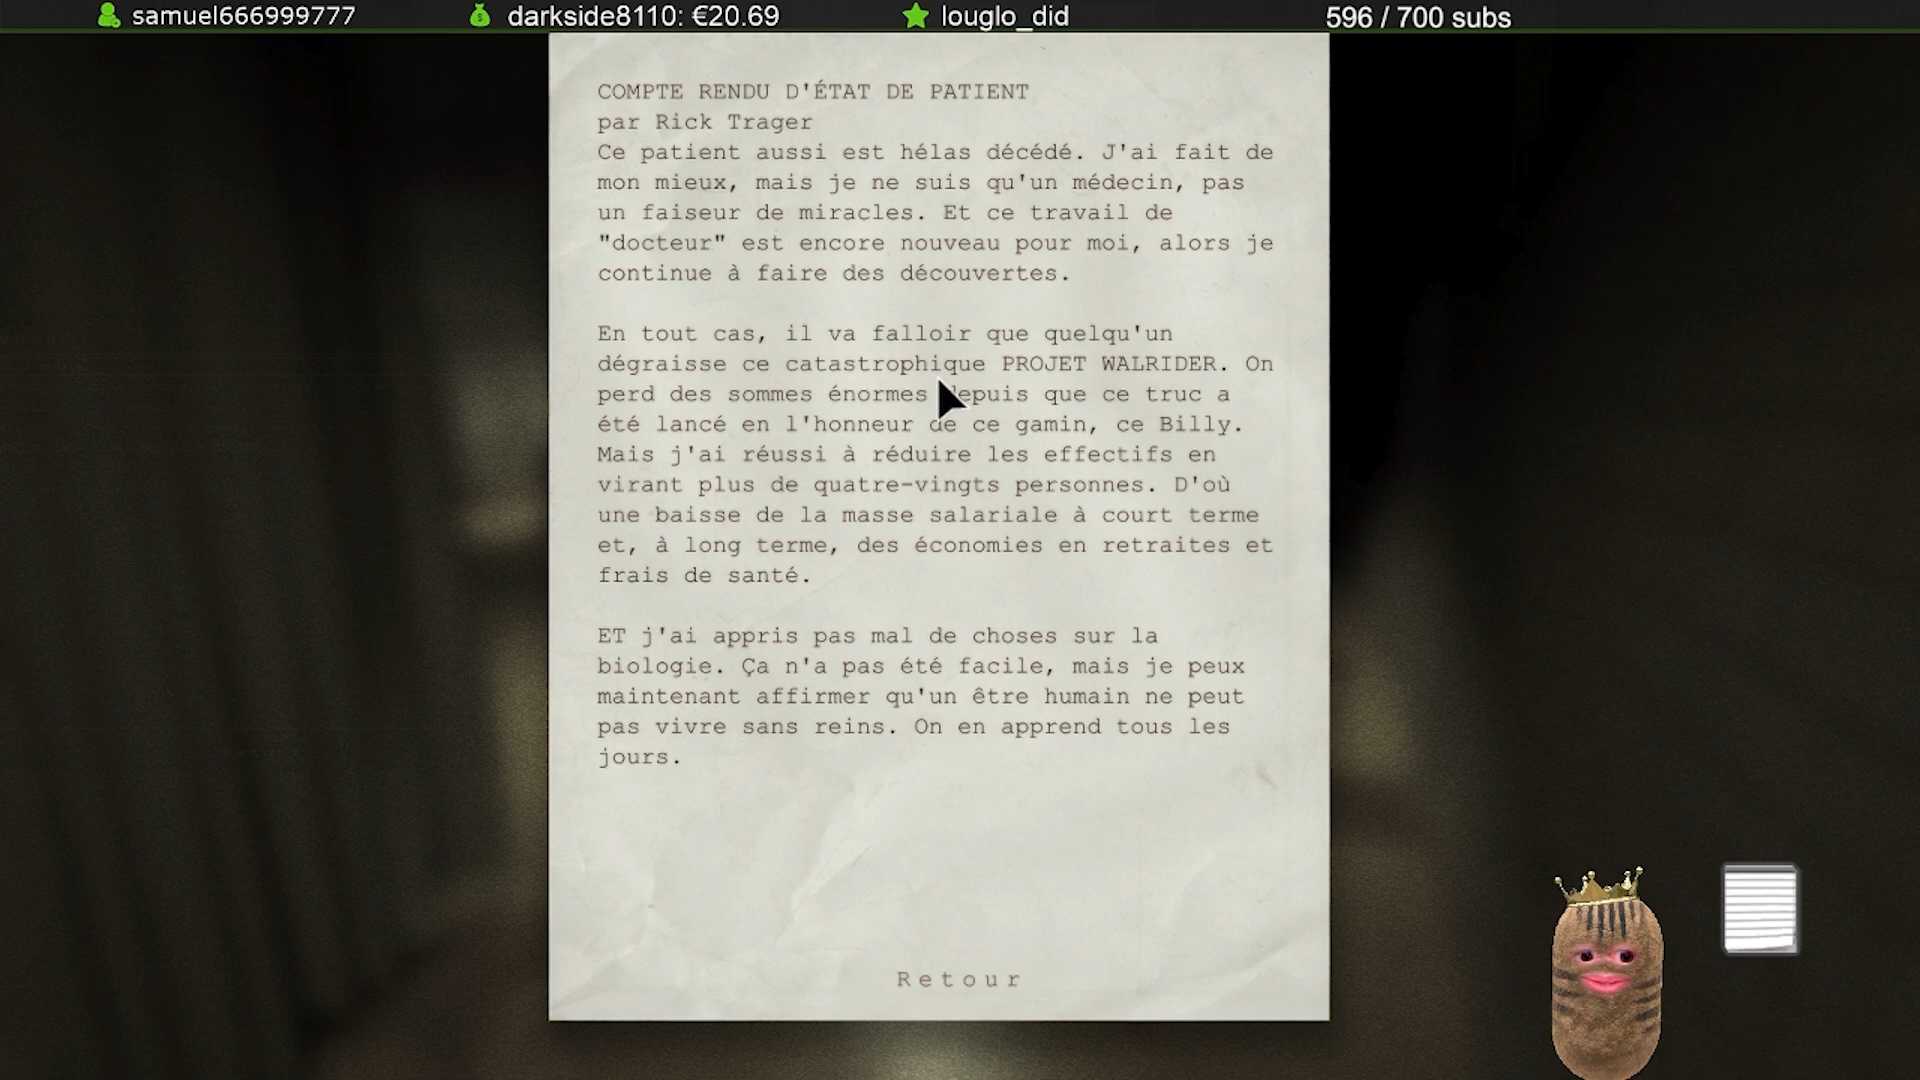 samuel666999777 darkside8110: €20.69 louglo_did 596 / 700 subs
COMPTE RENDU D'ÉTAT DE PATIENT
par Rick Trager
Ce patient aussi est hélas décédé. J'ai fait de
mon mieux, mais je ne suis qu'un médecin, pas
un faiseur de miracles. Et ce travail de
"docteur" est encore nouveau pour moi, alors je
continue à faire des découvertes.
En tout cas, il va falloir que quelqu'un
dégraisse ce catastrophique PROJET WALRIDER. On
perd des sommes énormes depuis que ce truc a
été lancé en l'honneur de ce gamin, ce Billy.
Mais j'ai réussi à réduire les effectifs en
virant plus de quatre-vingts personnes. D'où
une baisse de la masse salariale à court terme
et, à long terme, des économies en retraites et
frais de santé.
ET j'ai appris pas mal de choses sur la
biologie. Ça n'a pas été facile, mais je peux
maintenant affirmer qu'un être humain ne peut
pas vivre sans reins. On en apprend tous les
jours.
Retour